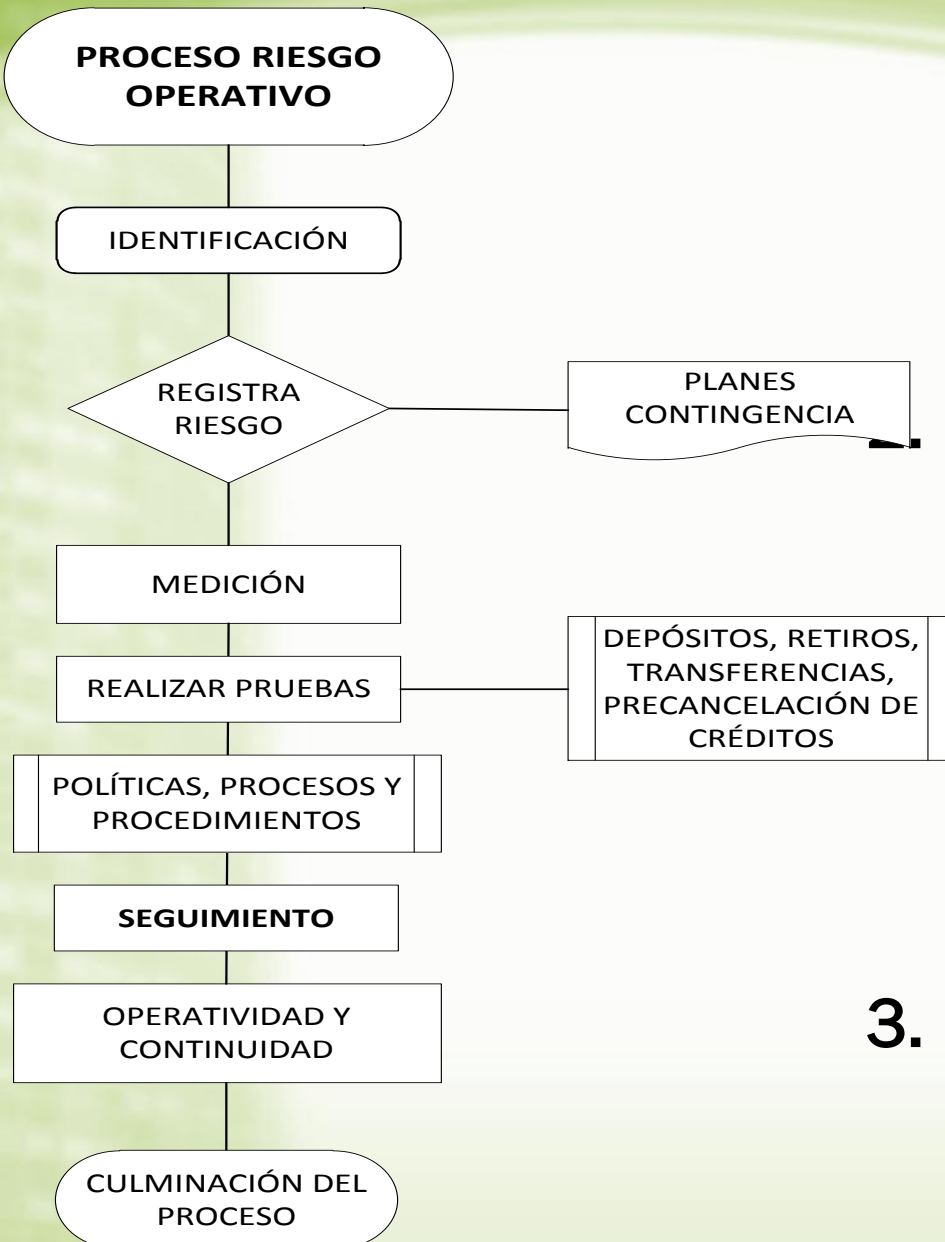 PROCESO RIESGO
OPERATIVO
IDENTIFICACIÓN
REGISTRA
RIESGO
PLANES
CONTINGENCIA
MEDICIÓN
REALIZAR PRUEBAS
DEPÓSITOS, RETIROS,
TRANSFERENCIAS,
PRECANCELACIÓN DE
CRÉDITOS
POLÍTICAS, PROCESOS Y
PROCEDIMIENTOS
SEGUIMIENTO
OPERATIVIDAD Y
CONTINUIDAD
3.
CULMINACIÓN DEL
PROCESO